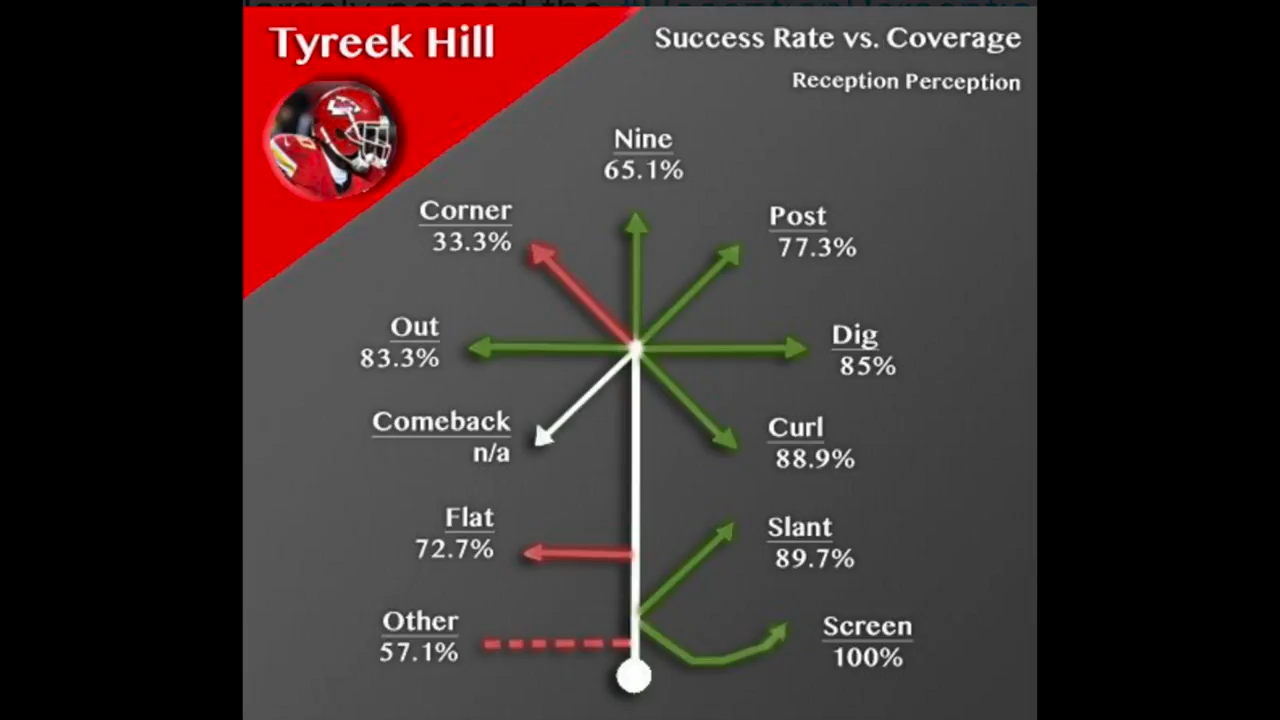 Tyreek Hill
Success Rate vs. Coverage
Reception Perception
Nine
65.1%
Corner
33.3%
Post
77.3%
Out
83.3%
Dig
85%
Comeback
n/a
Curl
88.9%
Flat
72.7%
Slant
89.7%
Other
57.1%
Screen
100%